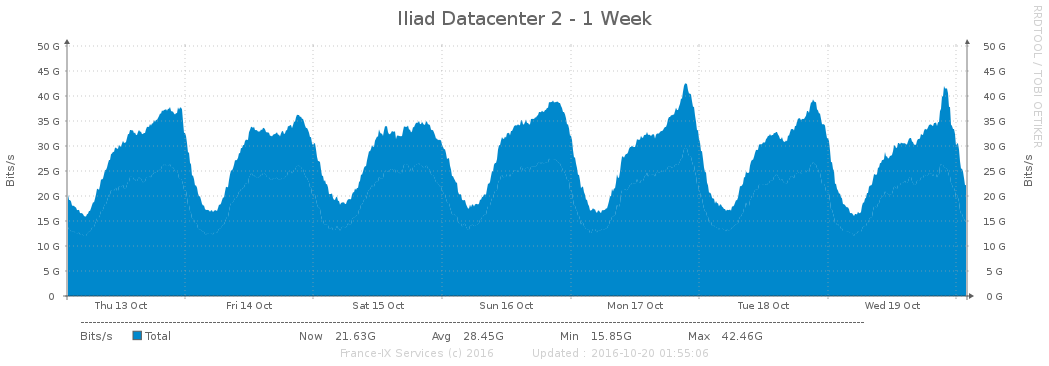 Iliad Datacenter 2 - 1 Week
RRDTOOL / TOBI OETIKER
Bits/s
50 G 50 G
45 G 45 G
40 G 40 G
35 G 35 G
30 G 30 G
25 G 25 G
20 G 20 G
15 G 15 G
10 G 10 G
5 G 5 G
0 0 G
Bits/s
Thu 13 Oct Fri 14 Oct Sat 15 Oct Sun 16 Oct Mon 17 Oct Tue 18 Oct Wed 19 Oct
Bits/s Total Now 21.63G Avg 28.45G Min 15.85G Max 42.46G
France-IX Services (c) 2016 Updated : 2016-10-20 01:55:06